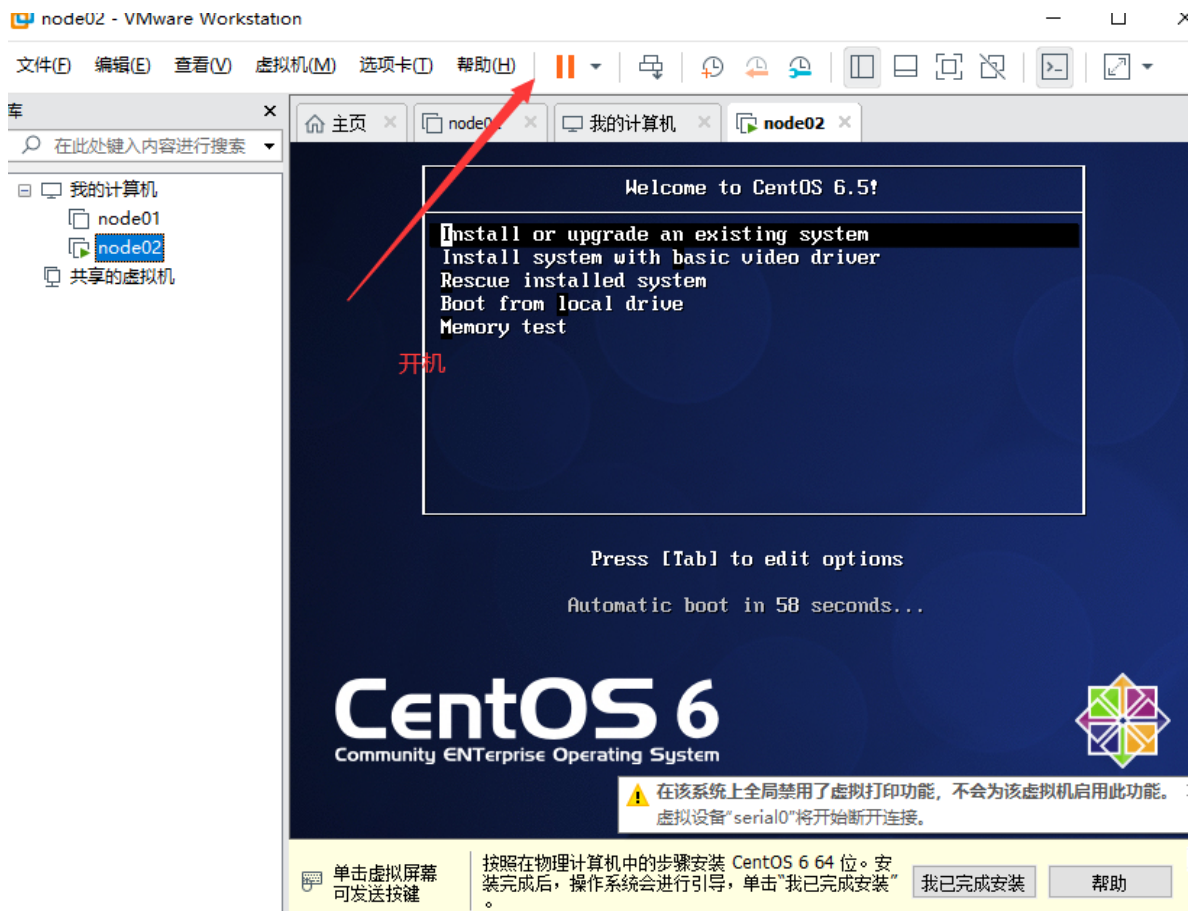 node02 - VMware Workstation
文件(F) 编辑(E) 查看(V) 虚拟机(M) 选项卡(T) 帮助(H)
库
在此处键入内容进行搜索
我的计算机
node01
node02
共享的虚拟机
主页
我的计算机
node02
Welcome to CentOS 6.5!
Install or upgrade an existing system
Install system with basic video driver
Rescue installed system
Boot from local drive
Memory test
开机
Press [Tab] to edit options
Automatic boot in 58 seconds...
CentOS 6
Community ENTerprise Operating System
在该系统上全局禁用了虚拟打印功能，不会为该虚拟机启用此功能。
虚拟设备“serial0”将开始断开连接。
单击虚拟屏幕
可发送按键
按照在物理计算机中的步骤安装 CentOS 6 64 位。安
装完成后，操作系统会进行引导，单击"我已完成安装"
。
我已完成安装
帮助